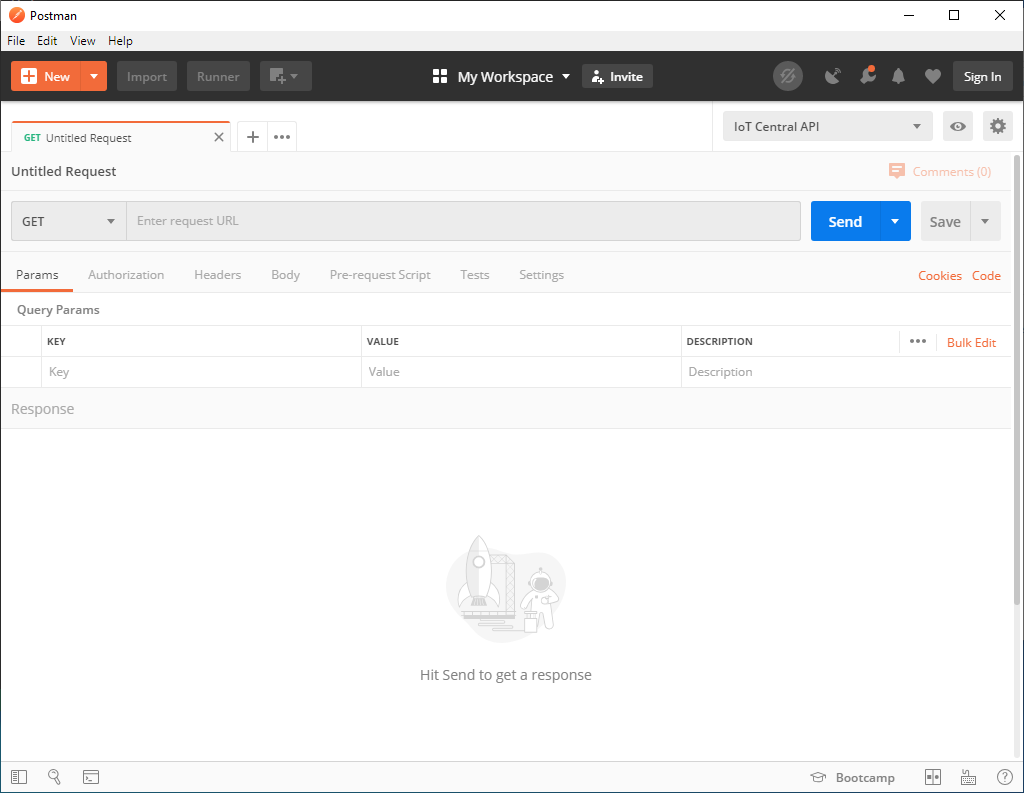 Postman
File Edit View Help
New Import Runner My Workspace Invite Sign In
GET Untitled Request IoT Central API
Untitled Request Comments (0)
GET Enter request URL Send Save
Params Authorization Headers Body Pre-request Script Tests Settings Cookies Code
Query Params
KEY VALUE DESCRIPTION Bulk Edit
Key Value Description
Response
Hit Send to get a response
Bootcamp